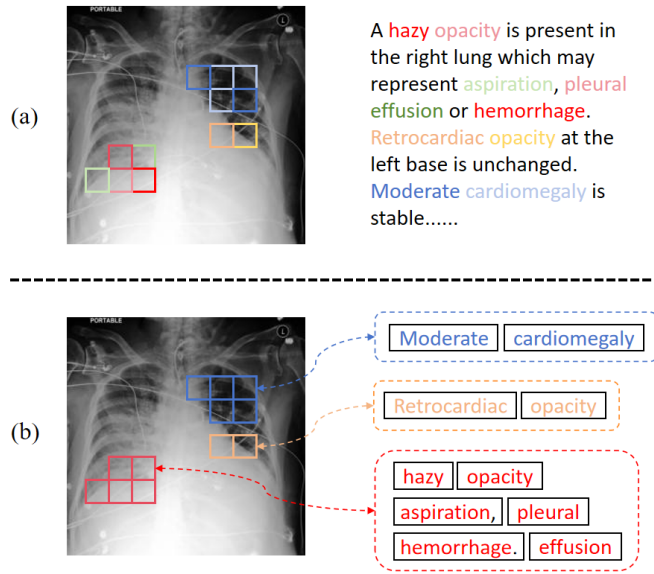 PORTABLE
L
(a)
A hazy opacity is present in
the right lung which may
represent aspiration, pleural
effusion or hemorrhage.
Retrocardiac opacity at the
left base is unchanged.
Moderate cardiomegaly is
stable......
PORTABLE
L
(b)
Moderate cardiomegaly
Retrocardiac opacity
hazy opacity
aspiration, pleural
hemorrhage. effusion